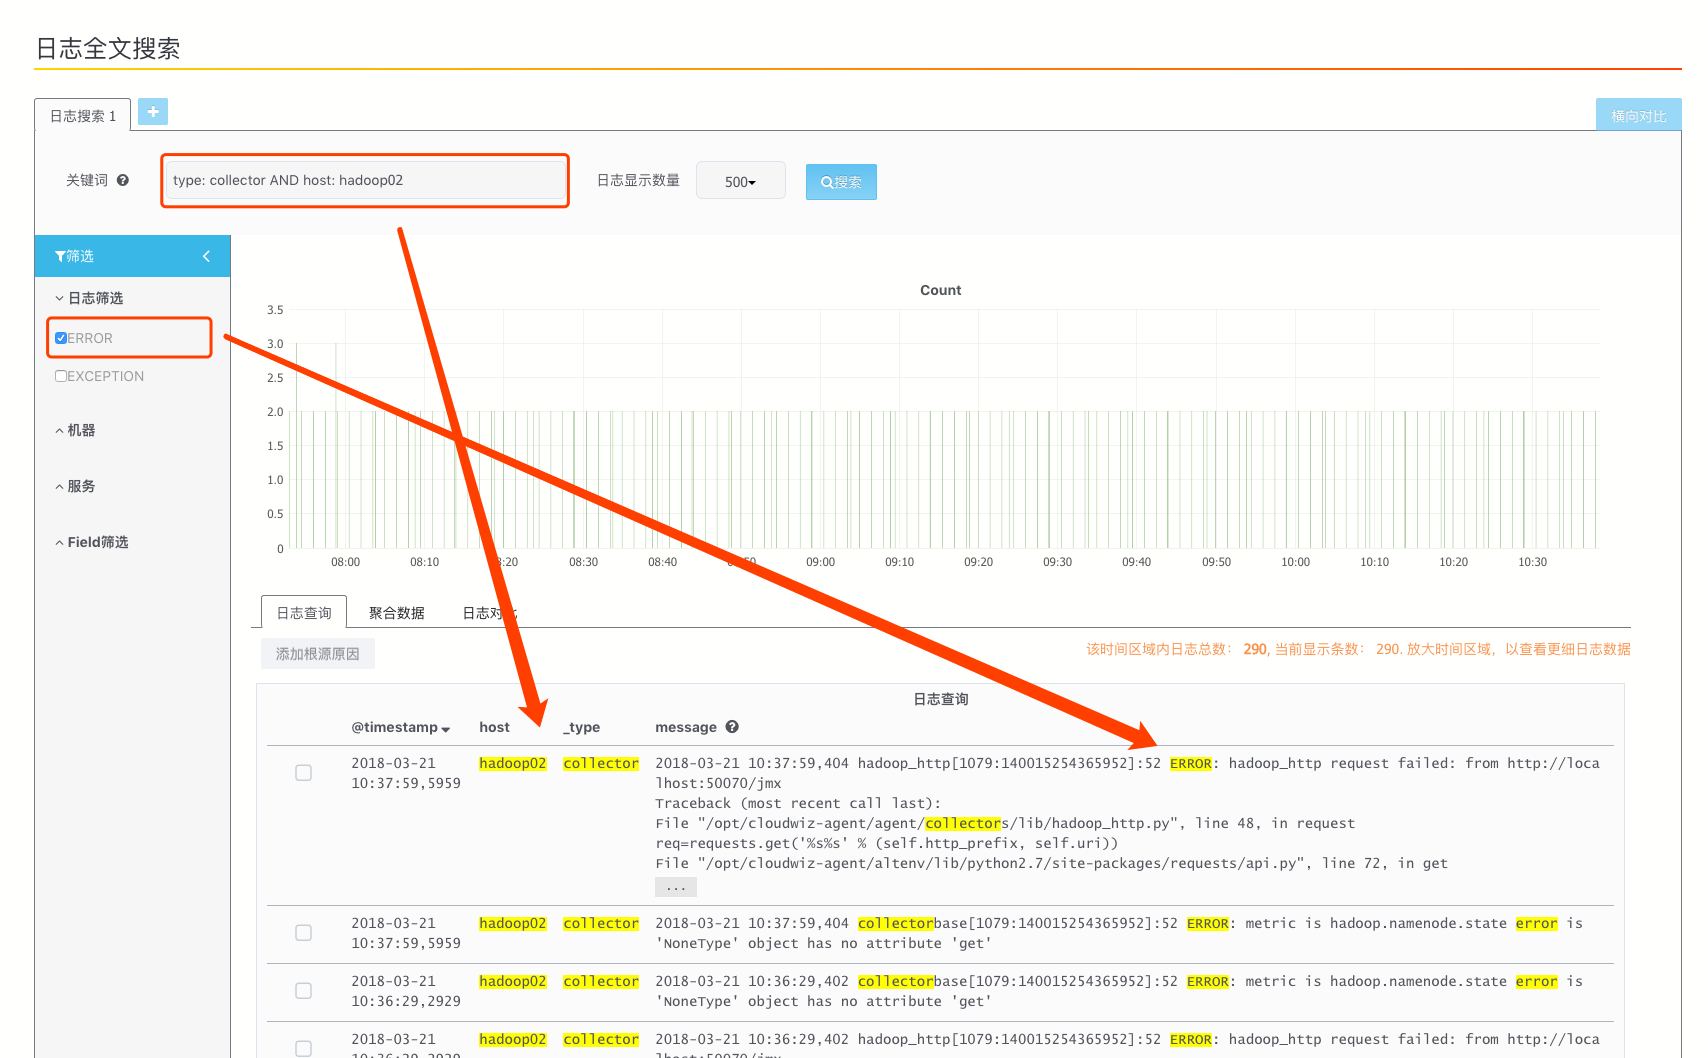 日志全文搜索
日志搜索 1
横向对比
关键词
type: collector AND host: hadoop02
日志显示数量
500
搜索
筛选
日志筛选
ERROR
EXCEPTION
机器
服务
Field筛选
Count
3.5
3.0
2.5
2.0
1.5
1.0
0.5
0
08:00 08:10 :20 08:30 08:40 09:00 09:10 09:20 09:30 09:40 09:50 10:00 10:10 10:20 10:30
日志查询 聚合数据 日志对
添加根源原因
该时间区域内日志总数： 290, 当前显示条数： 290. 放大时间区域，以查看更细日志数据
日志查询
@timestamp host _type message
2018-03-21 hadoop02 collector 2018-03-21 10:37:59,404 hadoop_http[1079:140015254365952]:52 ERROR: hadoop_http request failed: from http://loca
10:37:59,5959 lhost:50070/jmx
Traceback (most recent call last):
File "/opt/cloudwiz-agent/agent/collectors/lib/hadoop_http.py", line 48, in request
req=requests.get('%s%s' % (self.http_prefix, self.uri))
File "/opt/cloudwiz-agent/altenv/lib/python2.7/site-packages/requests/api.py", line 72, in get
...
2018-03-21 hadoop02 collector 2018-03-21 10:37:59,404 collectorbase[1079:140015254365952]:52 ERROR: metric is hadoop.namenode.state error is
10:37:59,5959 'NoneType' object has no attribute 'get'
2018-03-21 hadoop02 collector 2018-03-21 10:36:29,402 collectorbase[1079:140015254365952]:52 ERROR: metric is hadoop.namenode.state error is
10:36:29,2929 'NoneType' object has no attribute 'get'
2018-03-21 hadoop02 collector 2018-03-21 10:36:29,402 hadoop_http[1079:140015254365952]:52 ERROR: hadoop_http request failed: from http://loca
10:36:29,2929 lhost:50070/jmx